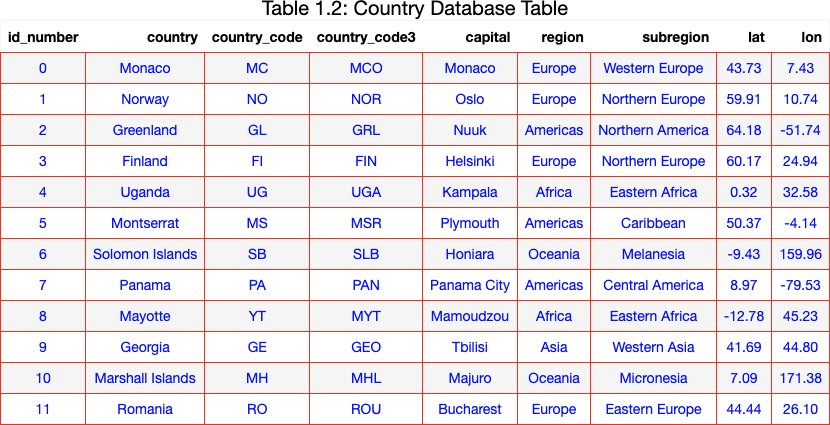 Table 1.2: Country Database Table
id_number country country_code country_code3 capital region subregion lat lon
0 Monaco MC MCO Monaco Europe Western Europe 43.73 7.43
1 Norway NO NOR Oslo Europe Northern Europe 59.91 10.74
2 Greenland GL GRL Nuuk Americas Northern America 64.18 -51.74
3 Finland FI FIN Helsinki Europe Northern Europe 60.17 24.94
4 Uganda UG UGA Kampala Africa Eastern Africa 0.32 32.58
5 Montserrat MS MSR Plymouth Americas Caribbean 50.37 -4.14
6 Solomon Islands SB SLB Honiara Oceania Melanesia -9.43 159.96
7 Panama PA PAN Panama City Americas Central America 8.97 -79.53
8 Mayotte YT MYT Mamoudzou Africa Eastern Africa -12.78 45.23
9 Georgia GE GEO Tbilisi Asia Western Asia 41.69 44.80
10 Marshall Islands MH MHL Majuro Oceania Micronesia 7.09 171.38
11 Romania RO ROU Bucharest Europe Eastern Europe 44.44 26.10